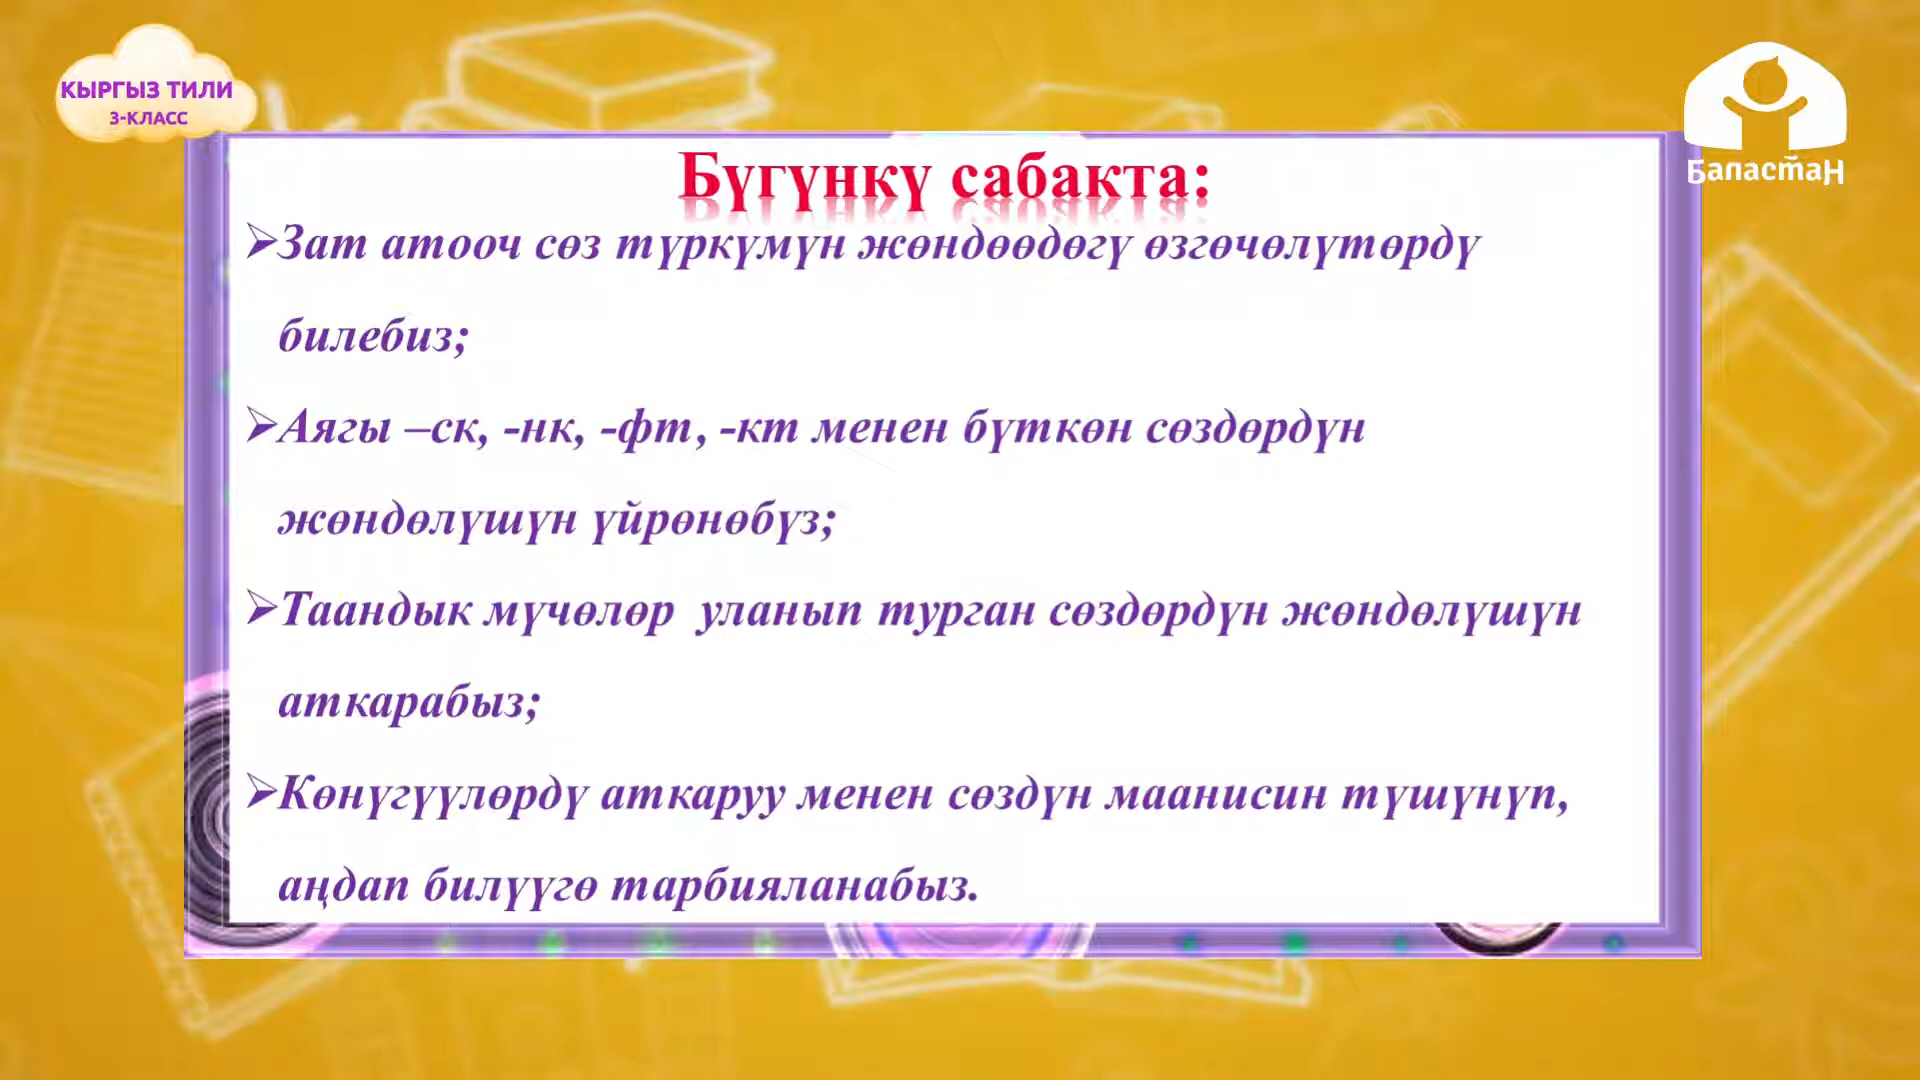 КЫРГЫЗ ТИЛИ
3-КЛАСС
Баластан
Бүгүнкү сабакта:
➢Зат атооч сөз түркүмүн жөндөөдөгү өзгөчөлүтөрдү
билебиз;
➢Аягы –ск, -нк, -фт, -кт менен бүткөн сөздөрдүн
жөндөлүшүн үйрөнөбүз;
➢Таандык мүчөлөр уланып турган сөздөрдүн жөндөлүшүн
аткарабыз;
➢Көнүгүүлөрдү аткаруу менен сөздүн маанисин түшүнүп,
аңдап билүүгө тарбияланабыз.